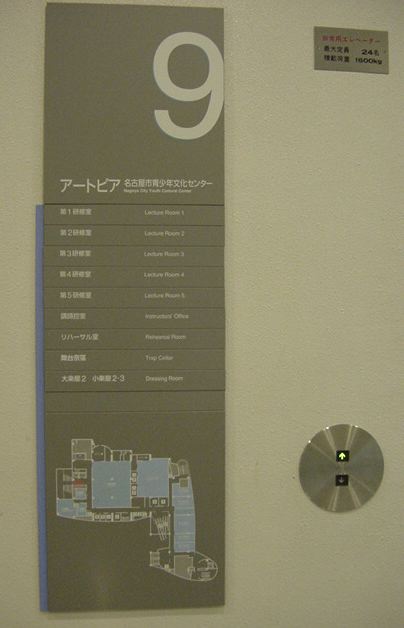 9
アートピア 名古屋市青少年文化センター
Nagoya City Youth Cultural Center
第1研修室 Lecture Room 1
第2研修室 Lecture Room 2
第3研修室 Lecture Room 3
第4研修室 Lecture Room 4
第5研修室 Lecture Room 5
講師控室 Instructors' Office
リハーサル室 Rehearsal Room
舞台奈落 Trap Cellar
大楽屋2 小楽屋2·3 Dressing Room
非常用エレベーター
最大定員 24名
積載荷重 1600kg